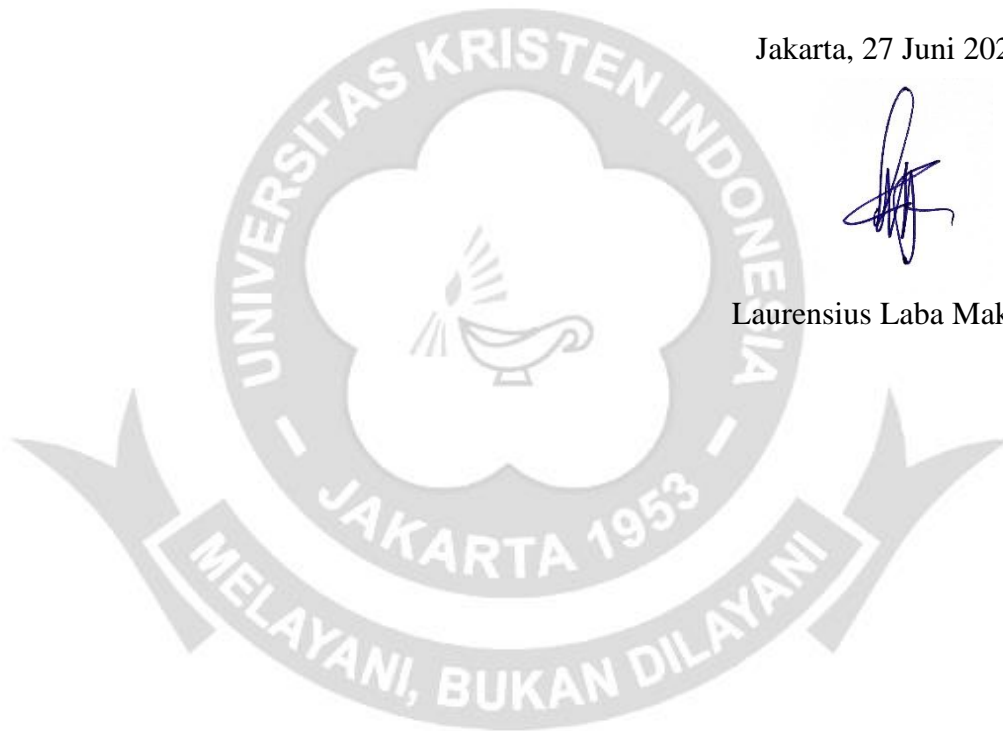 Jakarta, 27 Juni 202
Laurensius Laba Mak
UNIVERSITAS KRISTEN INDONESIA
JAKARTA 1953
MELAYANI, BUKAN DILAYANI